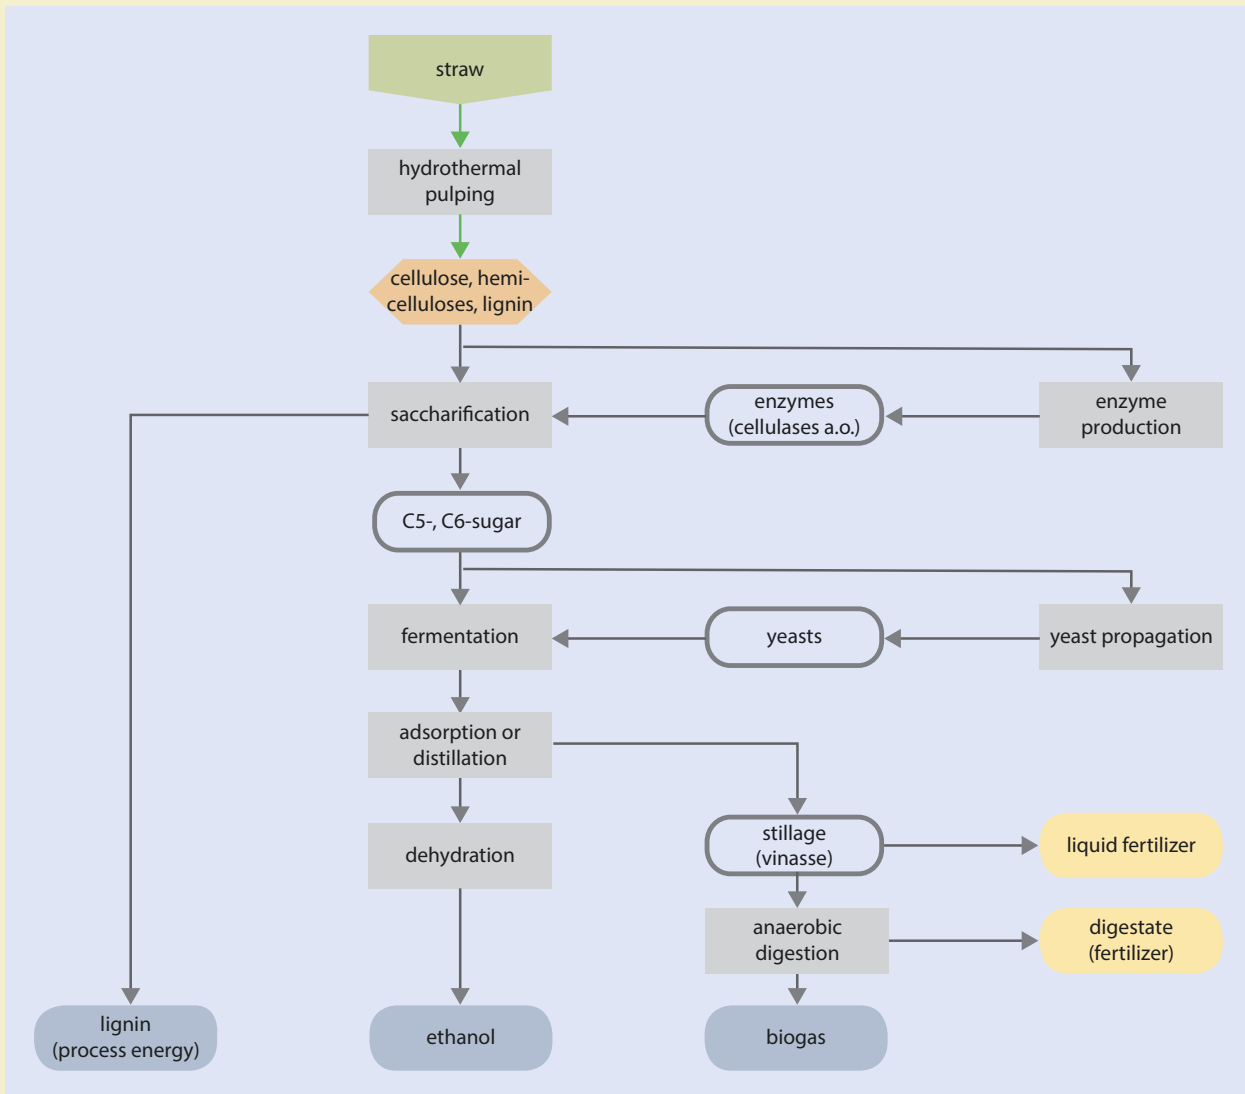 straw
hydrothermal
pulping
cellulose, hemi-
celluloses, lignin
saccharification
enzymes
(cellulases a.o.)
enzyme
production
C5-, C6-sugar
fermentation
yeasts
yeast propagation
adsorption or
distillation
dehydration
stillage
(vinasse)
liquid fertilizer
anaerobic
digestion
digestate
(fertilizer)
lignin
(process energy)
ethanol
biogas